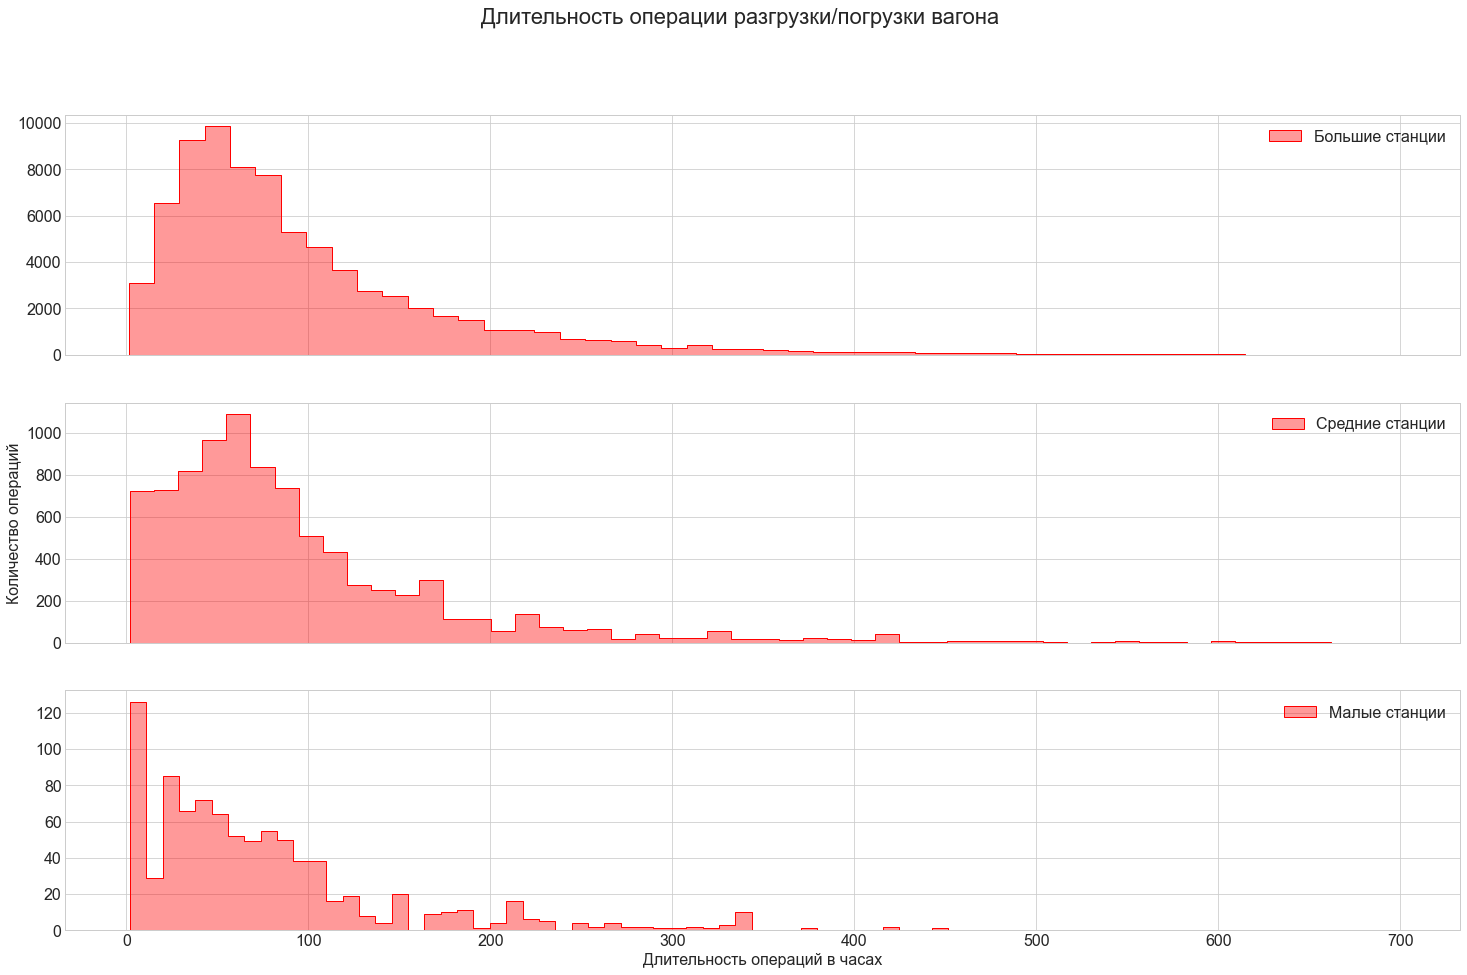 Длительность операции разгрузки/погрузки вагона
10000
8000
6000
4000
2000
0
Большие станции
Количество операций
1000
800
600
400
200
0
Средние станции
120
100
80
60
40
20
0
Малые станции
0 100 200 300 400 500 600 700
Длительность операций в часах